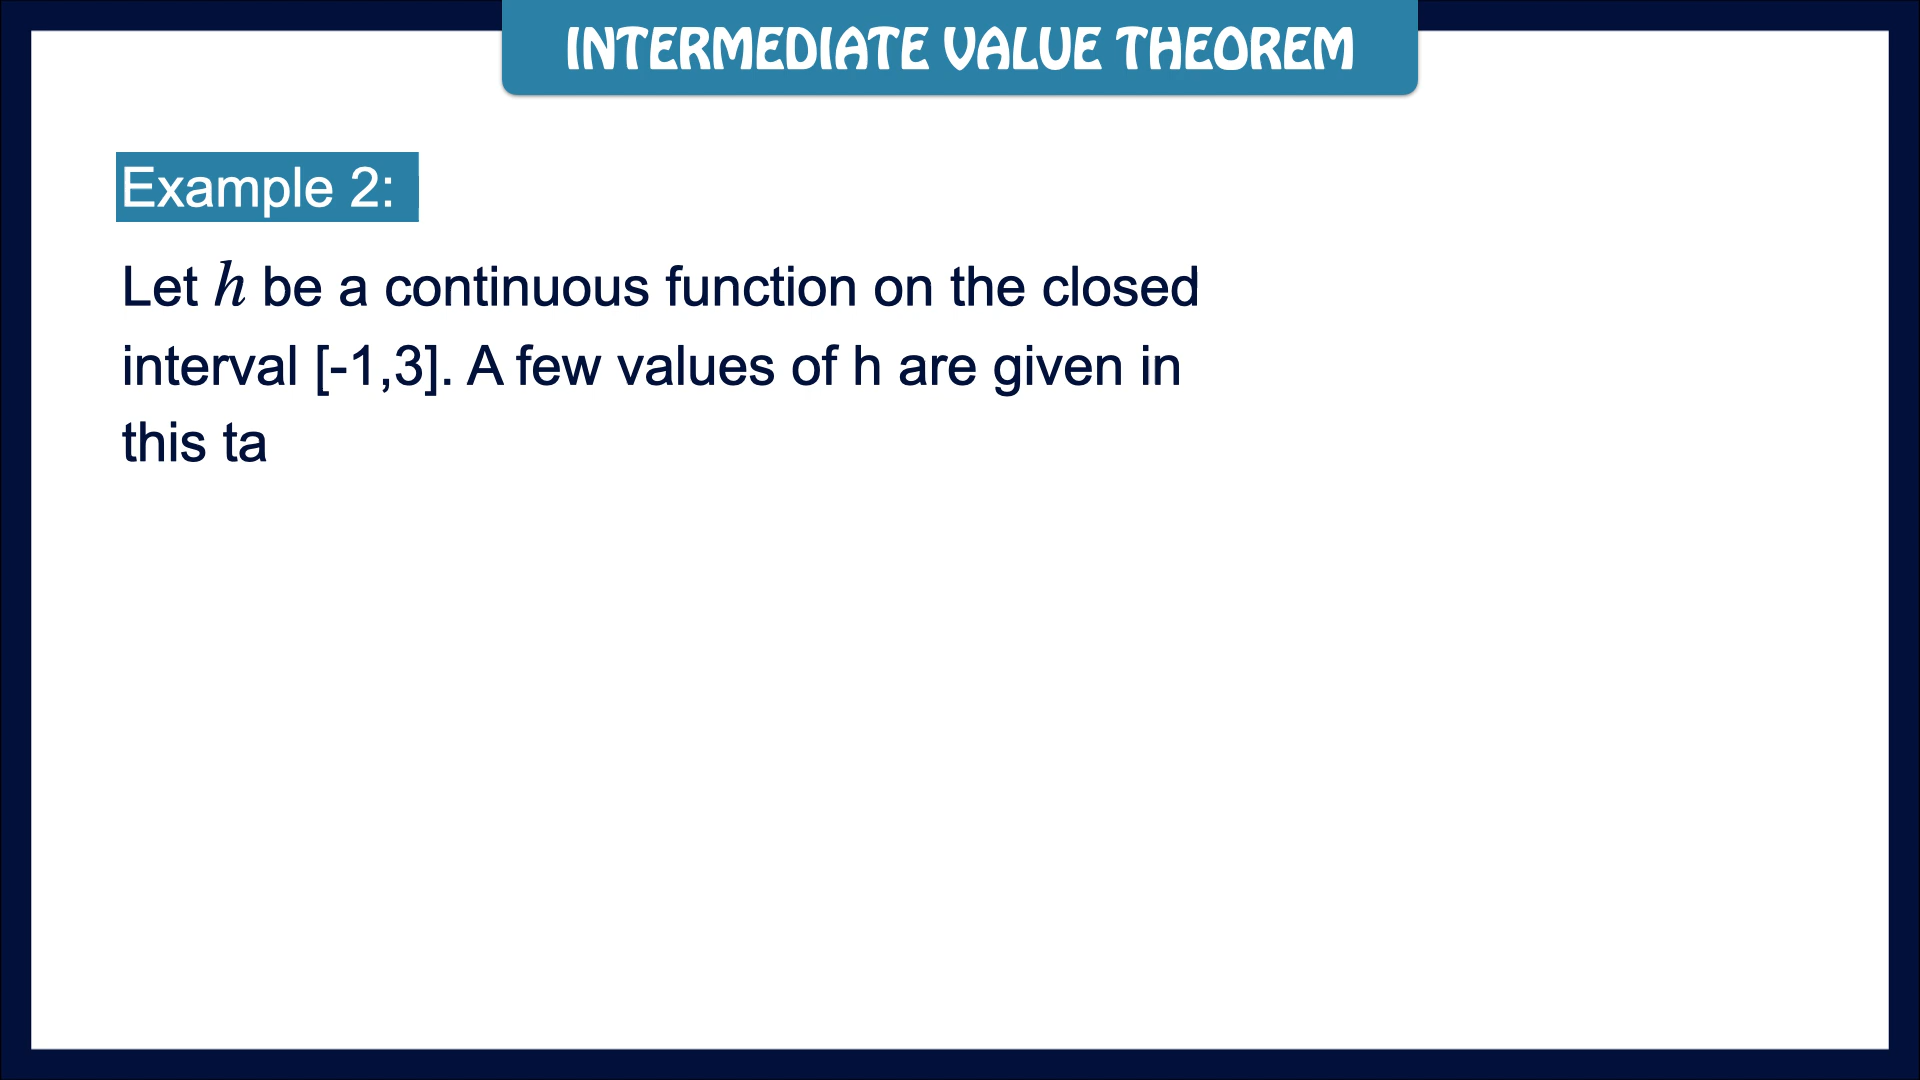 INTERMEDIATE VALUE THEOREM
Example 2:
Let h be a continuous function on the closed
interval [-1,3]. A few values of h are given in
this ta